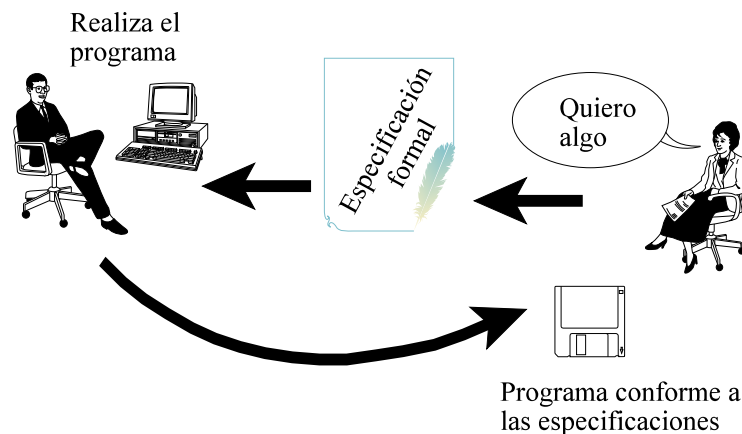 Realiza el
programa
Especificación
formal
Quiero
algo
Programa conforme a
las especificaciones